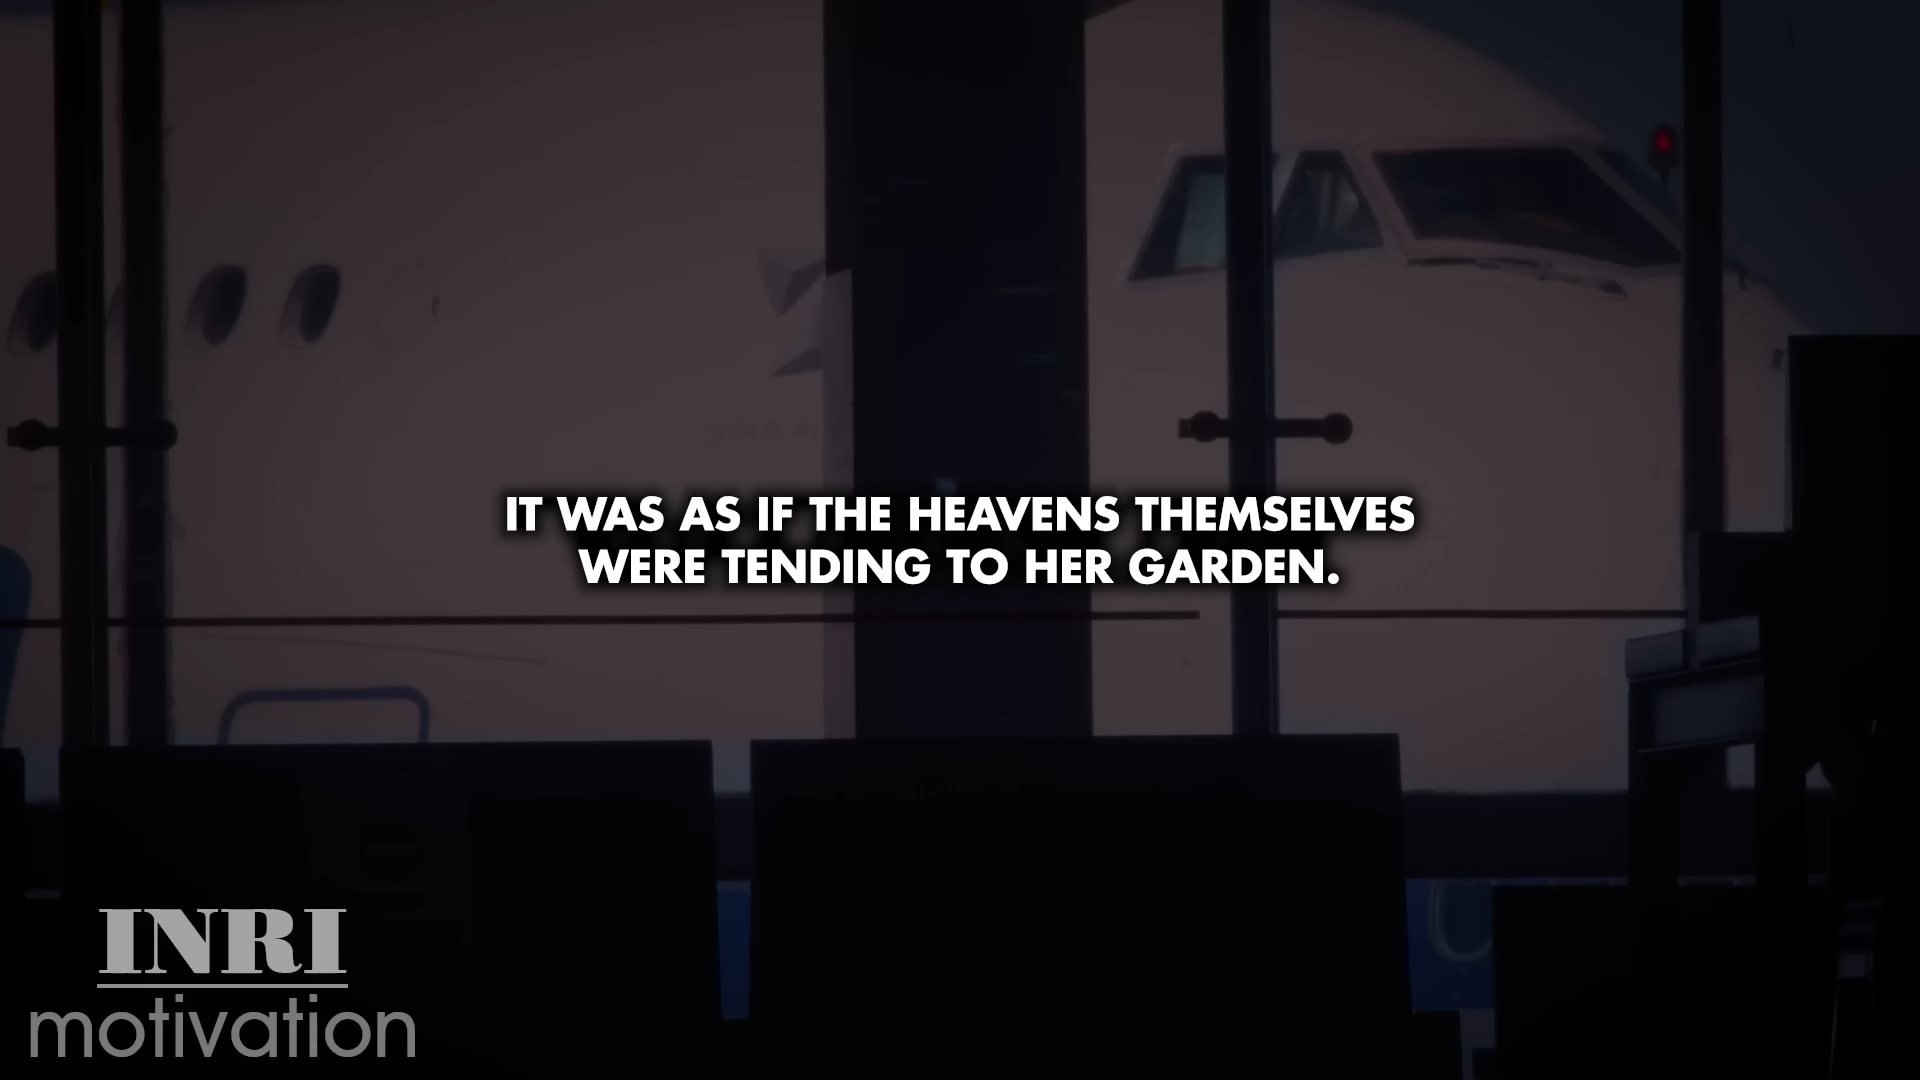 IT WAS AS IF THE HEAVENS THEMSELVES
WERE TENDING TO HER GARDEN.
INRI
motivation